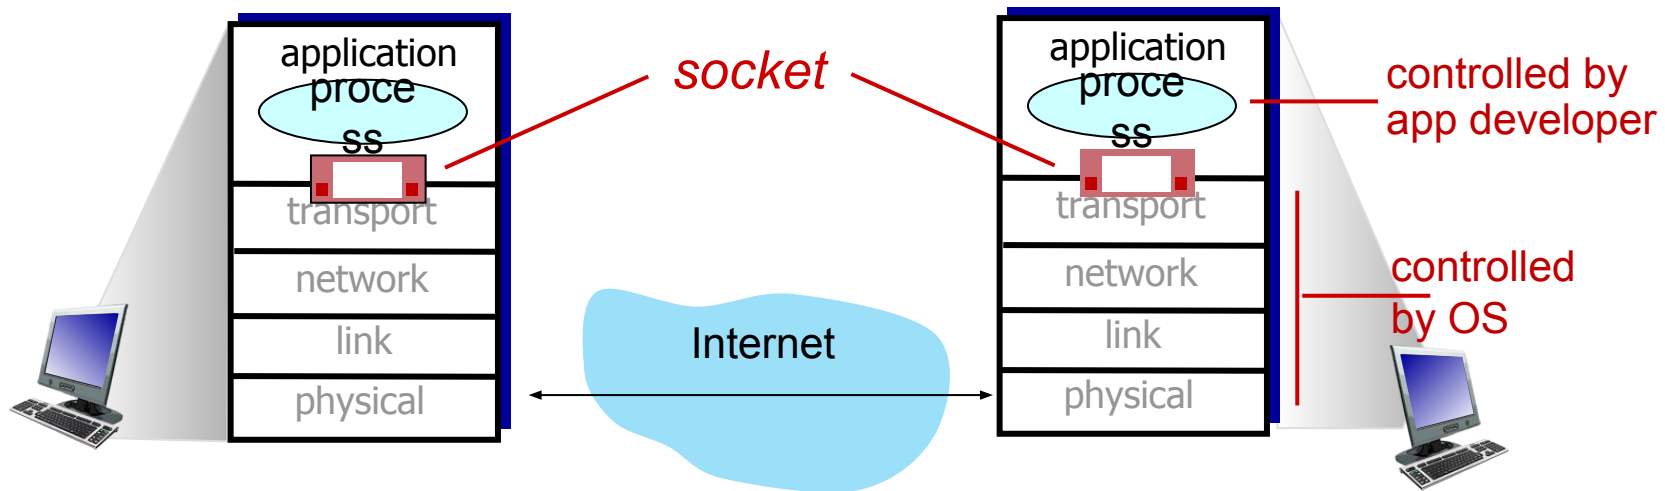 application
proce
ss
transport
network
link
physical
socket
Internet
application
proce
ss
transport
network
link
physical
controlled by
app developer
controlled
by OS